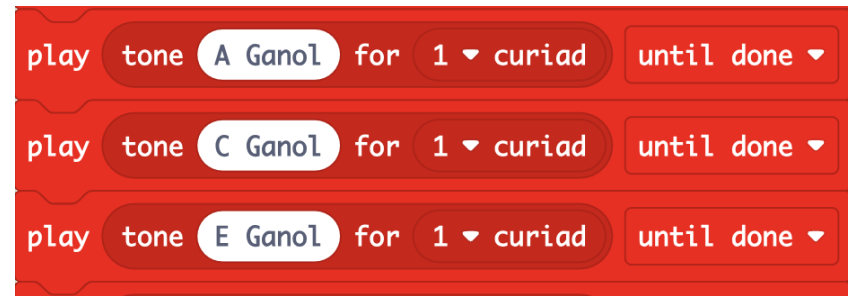 play tone A Ganol for 1 curiad until done
play tone C Ganol for 1 curiad until done
play tone E Ganol for 1 curiad until done